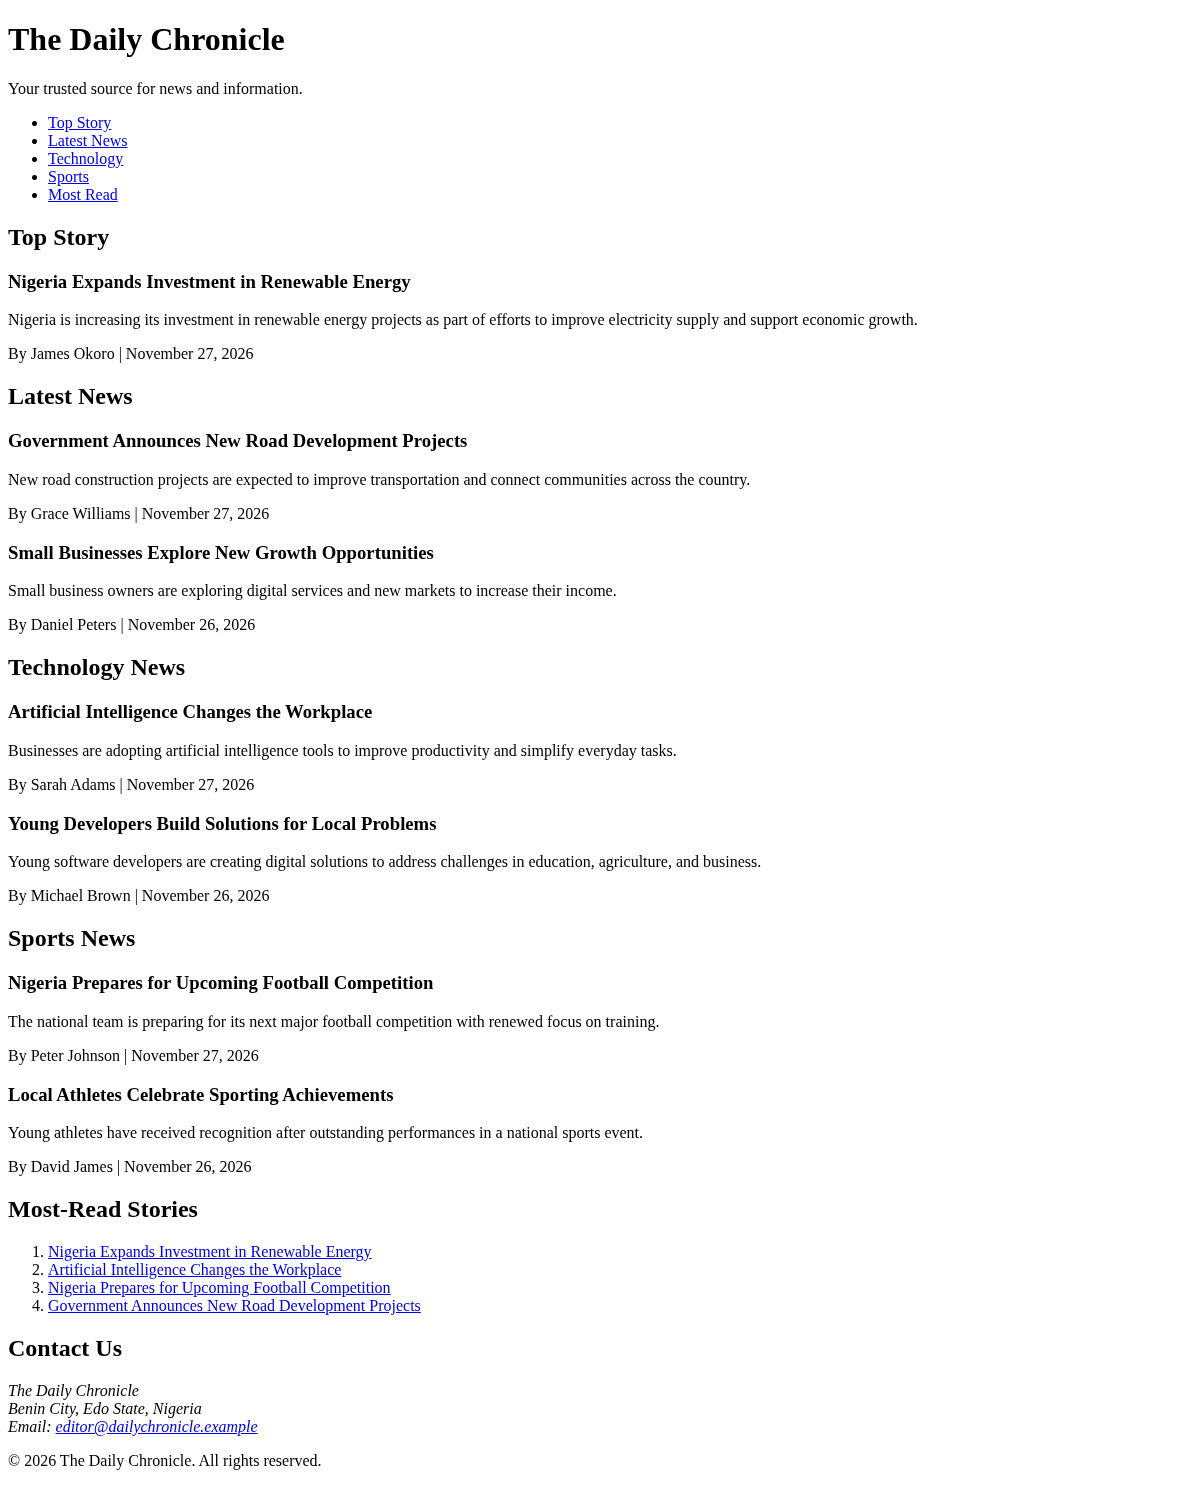 The Daily Chronicle
Your trusted source for news and information.
• Top Story
• Latest News
• Technology
• Sports
• Most Read
Top Story
Nigeria Expands Investment in Renewable Energy
Nigeria is increasing its investment in renewable energy projects as part of efforts to improve electricity supply and support economic growth.
By James Okoro | November 27, 2026
Latest News
Government Announces New Road Development Projects
New road construction projects are expected to improve transportation and connect communities across the country.
By Grace Williams | November 27, 2026
Small Businesses Explore New Growth Opportunities
Small business owners are exploring digital services and new markets to increase their income.
By Daniel Peters | November 26, 2026
Technology News
Artificial Intelligence Changes the Workplace
Businesses are adopting artificial intelligence tools to improve productivity and simplify everyday tasks.
By Sarah Adams | November 27, 2026
Young Developers Build Solutions for Local Problems
Young software developers are creating digital solutions to address challenges in education, agriculture, and business.
By Michael Brown | November 26, 2026
Sports News
Nigeria Prepares for Upcoming Football Competition
The national team is preparing for its next major football competition with renewed focus on training.
By Peter Johnson | November 27, 2026
Local Athletes Celebrate Sporting Achievements
Young athletes have received recognition after outstanding performances in a national sports event.
By David James | November 26, 2026
Most-Read Stories
1. Nigeria Expands Investment in Renewable Energy
2. Artificial Intelligence Changes the Workplace
3. Nigeria Prepares for Upcoming Football Competition
4. Government Announces New Road Development Projects
Contact Us
The Daily Chronicle
Benin City, Edo State, Nigeria
Email: editor@dailychronicle.example
© 2026 The Daily Chronicle. All rights reserved.